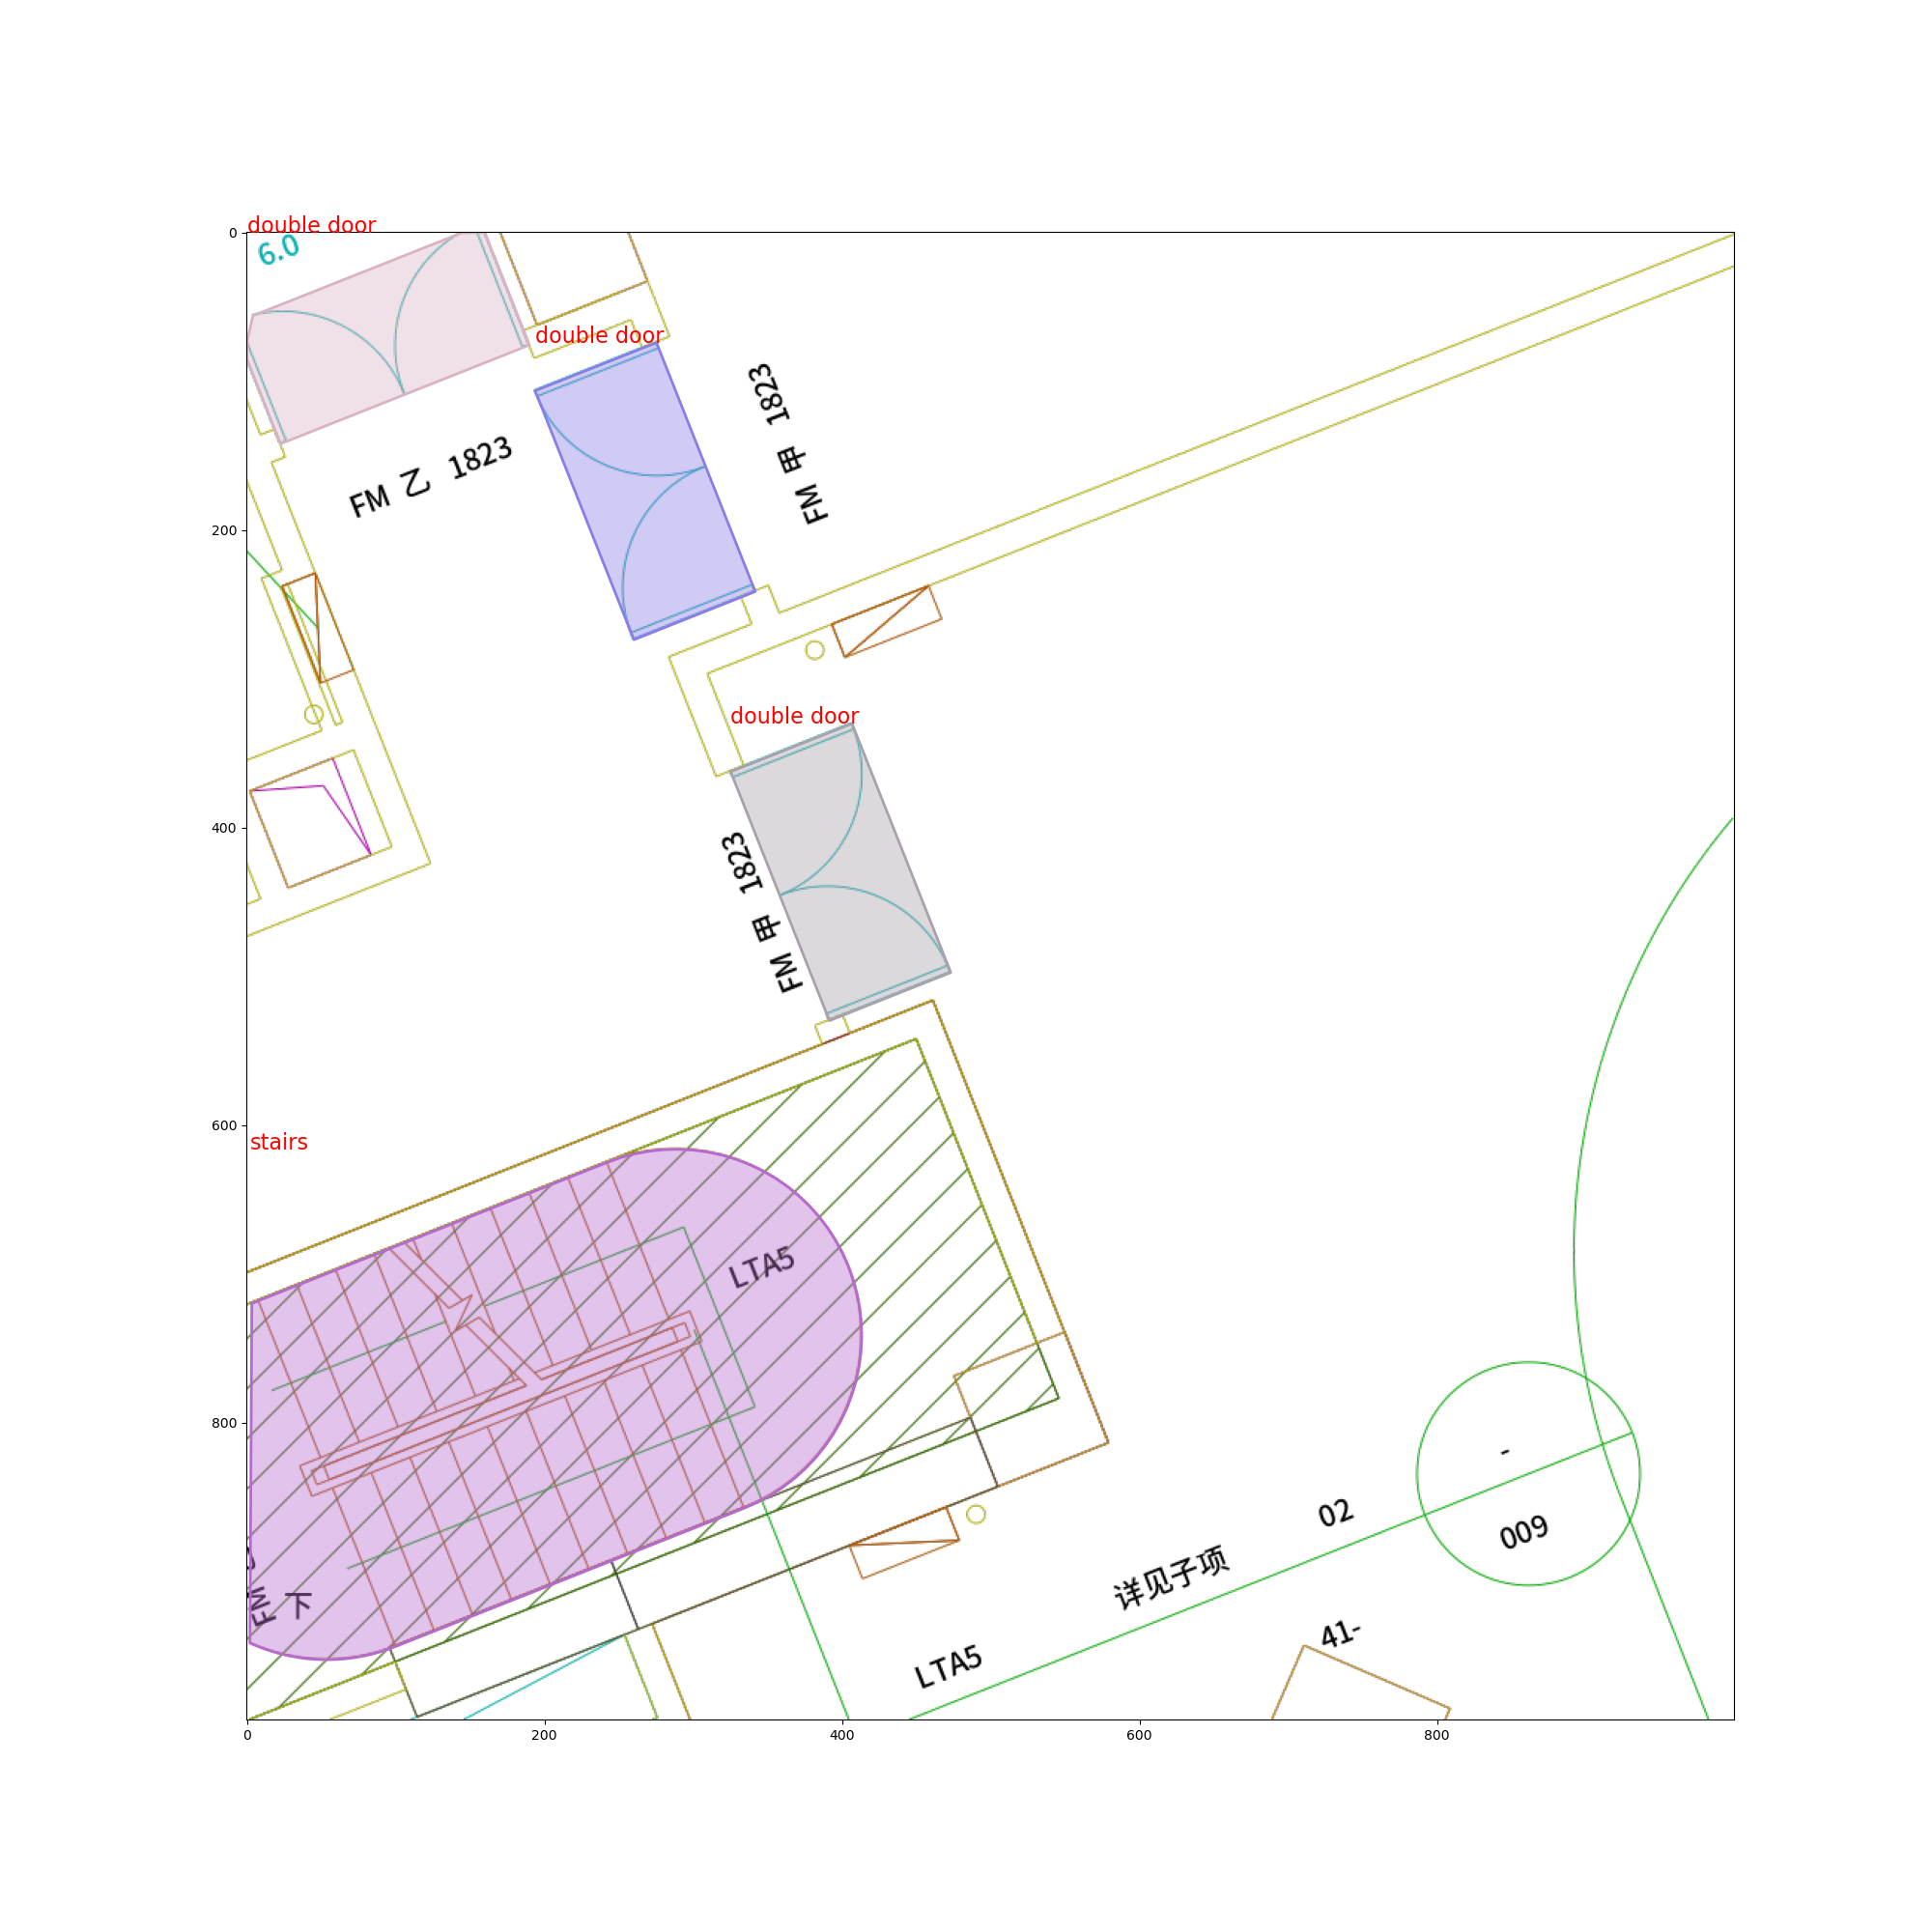 double door
6.0
double door
FM 乙 1823
FM 甲 1823
double door
FM 甲 1823
stairs
LTA5
下
FM
-
009
02
详见子项
41-
LTA5
0
200
400
600
800
0
200
400
600
800